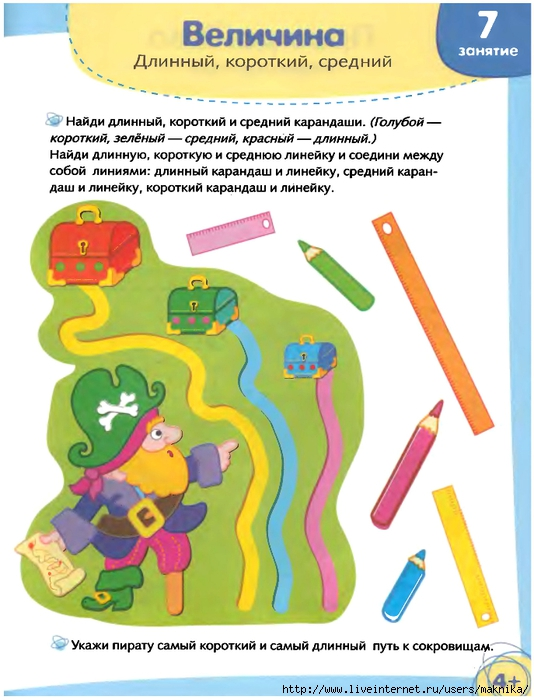 Величина
Длинный, короткий, средний
7
занятие
Найди длинный, короткий и средний карандаши. (Голубой —
короткий, зелёный — средний, красный — длинный.)
Найди длинную, короткую и среднюю линейку и соедини между
собой линиями: длинный карандаш и линейку, средний каран-
даш и линейку, короткий карандаш и линейку.
Укажи пирату самый короткий и самый длинный путь к сокровищам.
4+
http://www.liveinternet.ru/users/maknika/